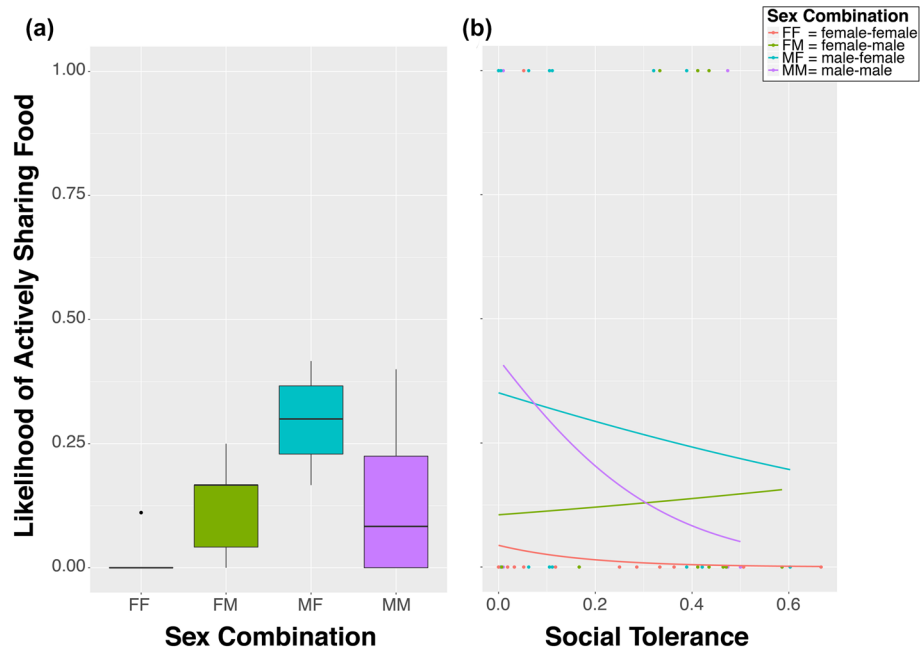 (a)
(b)
Sex Combination
FF = female-female
FM = female-male
MF = male-female
MM= male-male
Likelihood of Actively Sharing Food
1.00
0.75
0.50
0.25
0.00
FF FM MF MM
0.0 0.2 0.4 0.6
Sex Combination
Social Tolerance